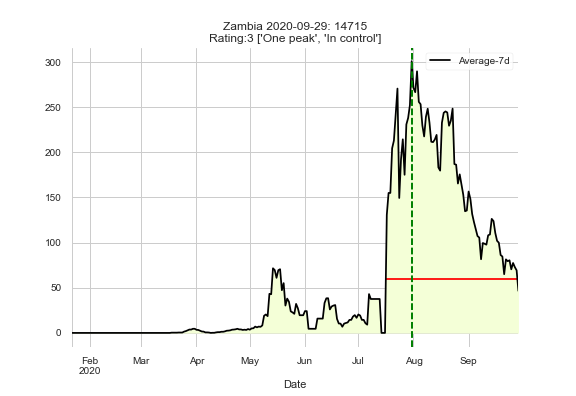 Zambia 2020-09-29: 14715
Rating:3 ['One peak', 'In control']
Average-7d
300
250
200
150
100
50
0
Feb Mar Apr May Jun Jul Aug Sep
2020
Date